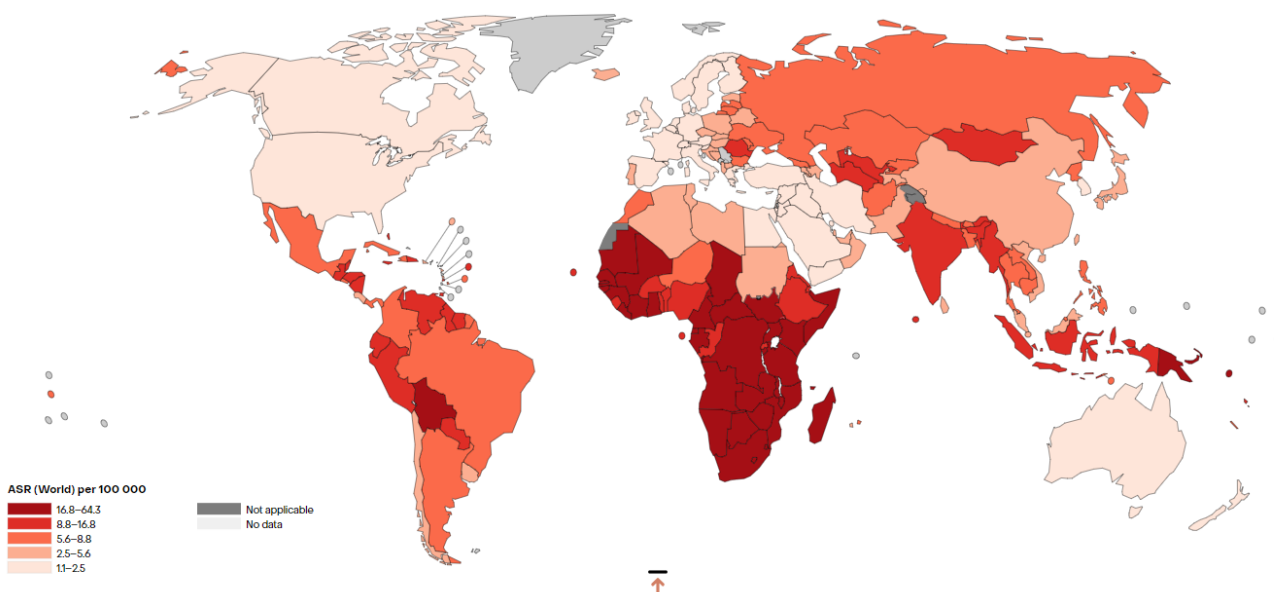 ASR (World) per 100 000
16.8–64.3
8.8–16.8
5.6–8.8
2.5–5.6
1.1–2.5
Not applicable
No data